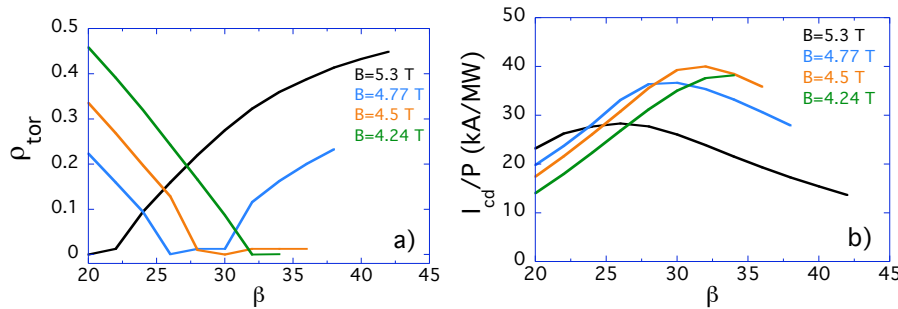 0.5
0.4
0.3
0.2
0.1
0
ρtor
B=5.3 T
B=4.77 T
B=4.5 T
B=4.24 T
a)
20 25 30 35 40 45
β
50
40
30
20
10
0
Icd/P (kA/MW)
B=5.3 T
B=4.77 T
B=4.5 T
B=4.24 T
b)
20 25 30 35 40 45
β